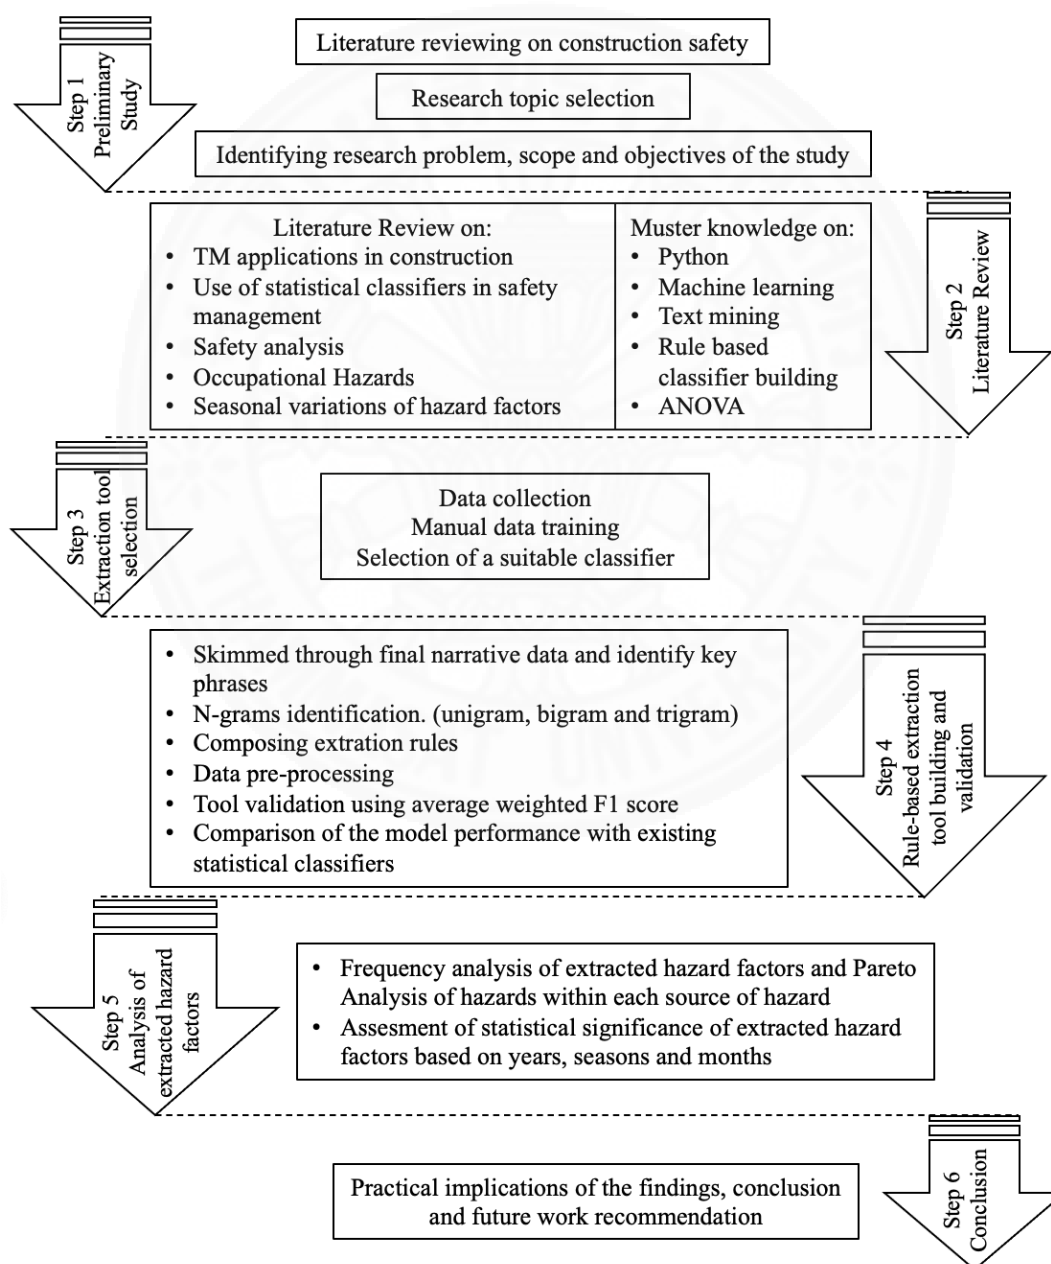 Step 1
Preliminary
Study
Literature reviewing on construction safety
Research topic selection
Identifying research problem, scope and objectives of the study
Step 2
Literature Review
Literature Review on:
• TM applications in construction
• Use of statistical classifiers in safety
management
• Safety analysis
• Occupational Hazards
• Seasonal variations of hazard factors
Muster knowledge on:
• Python
• Machine learning
• Text mining
• Rule based
classifier building
• ANOVA
Step 3
Extraction tool
selection
Data collection
Manual data training
Selection of a suitable classifier
Step 4
Rule-based extraction
tool building and
validation
• Skimmed through final narrative data and identify key
phrases
• N-grams identification. (unigram, bigram and trigram)
• Composing extration rules
• Data pre-processing
• Tool validation using average weighted F1 score
• Comparison of the model performance with existing
statistical classifiers
Step 5
Analysis of
extracted hazard
factors
• Frequency analysis of extracted hazard factors and Pareto
Analysis of hazards within each source of hazard
• Assesment of statistical significance of extracted hazard
factors based on years, seasons and months
Step 6
Conclusion
Practical implications of the findings, conclusion
and future work recommendation